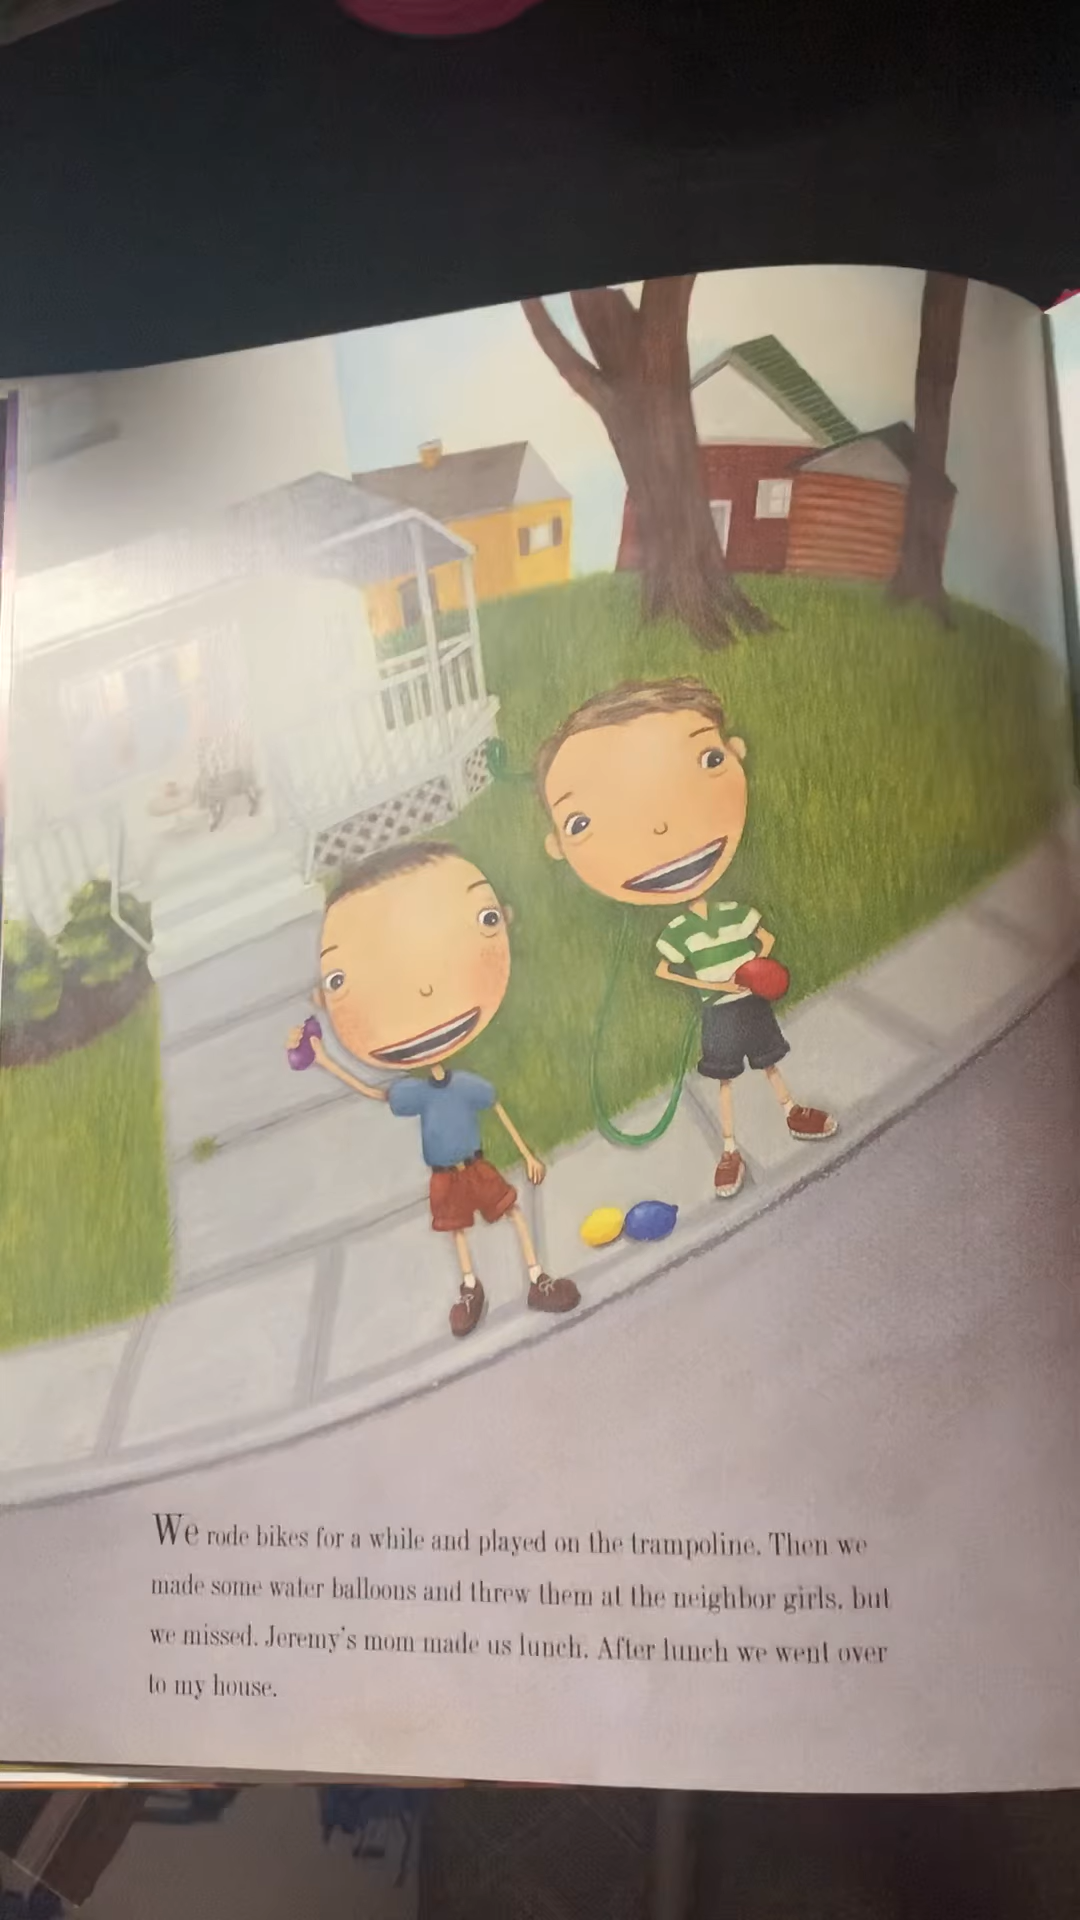 We rode bikes for a while and played on the trampoline. Then we
made some water balloons and threw them at the neighbor girls, but
we missed. Jeremy's mom made us lunch. After lunch we went over
to my house.